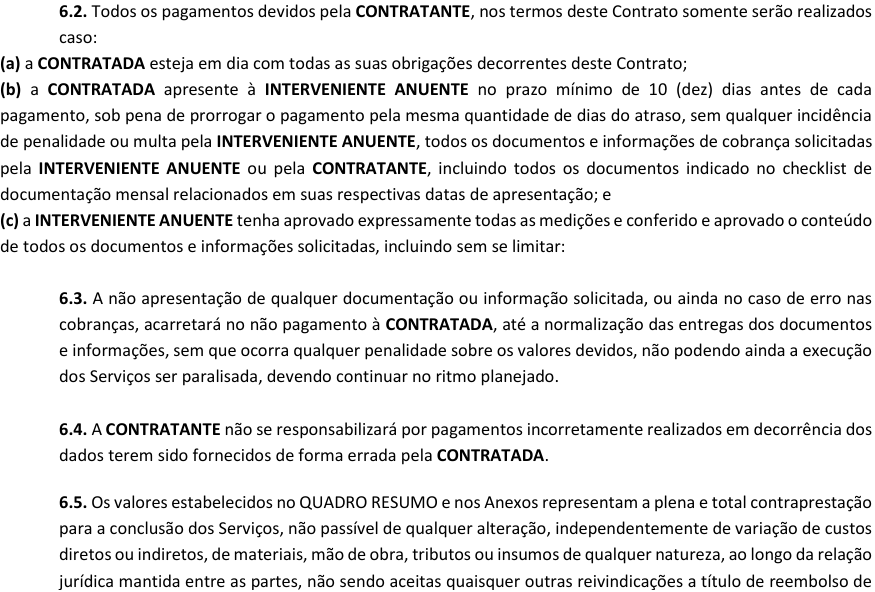 6.2. Todos os pagamentos devidos pela CONTRATANTE, nos termos deste Contrato somente serão realizados
caso:
(a) a CONTRATADA esteja em dia com todas as suas obrigações decorrentes deste Contrato;
(b) a CONTRATADA apresente à INTERVENIENTE ANUENTE no prazo mínimo de 10 (dez) dias antes de cada
pagamento, sob pena de prorrogar o pagamento pela mesma quantidade de dias do atraso, sem qualquer incidência
de penalidade ou multa pela INTERVENIENTE ANUENTE, todos os documentos e informações de cobrança solicitadas
pela INTERVENIENTE ANUENTE ou pela CONTRATANTE, incluindo todos os documentos indicado no checklist de
documentação mensal relacionados em suas respectivas datas de apresentação; e
(c) a INTERVENIENTE ANUENTE tenha aprovado expressamente todas as medições e conferido e aprovado o conteúdo
de todos os documentos e informações solicitadas, incluindo sem se limitar:
6.3. A não apresentação de qualquer documentação ou informação solicitada, ou ainda no caso de erro nas
cobranças, acarretará no não pagamento à CONTRATADA, até a normalização das entregas dos documentos
e informações, sem que ocorra qualquer penalidade sobre os valores devidos, não podendo ainda a execução
dos Serviços ser paralisada, devendo continuar no ritmo planejado.
6.4. A CONTRATANTE não se responsabilizará por pagamentos incorretamente realizados em decorrência dos
dados terem sido fornecidos de forma errada pela CONTRATADA.
6.5. Os valores estabelecidos no QUADRO RESUMO e nos Anexos representam a plena e total contraprestação
para a conclusão dos Serviços, não passível de qualquer alteração, independentemente de variação de custos
diretos ou indiretos, de materiais, mão de obra, tributos ou insumos de qualquer natureza, ao longo da relação
jurídica mantida entre as partes, não sendo aceitas quaisquer outras reivindicações a título de reembolso de